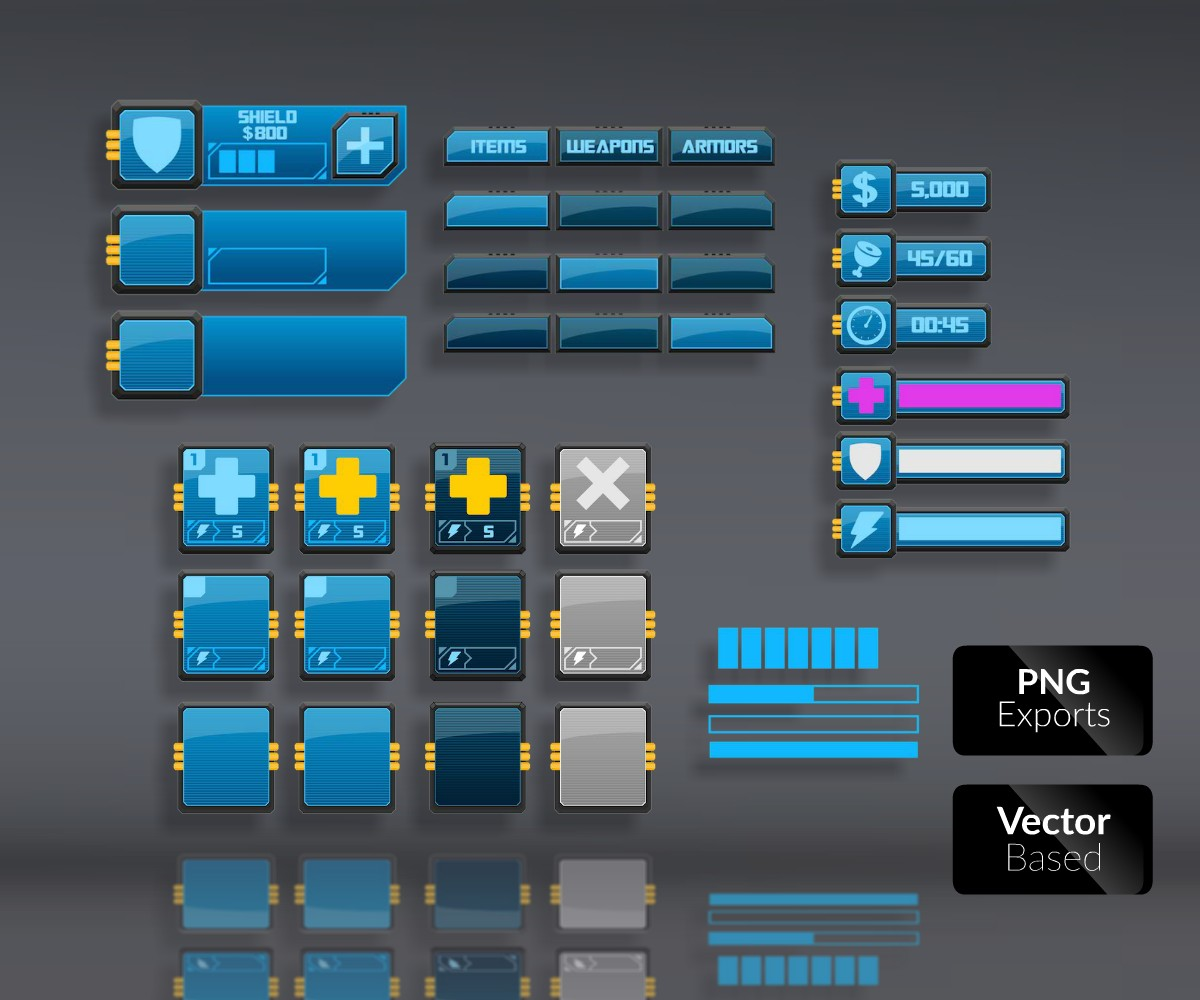 SHIELD
$800
ITEMS WEAPONS ARMORS
5,000
45/60
00:45
1 1 1
5 5 5
PNG
Exports
Vector
Based